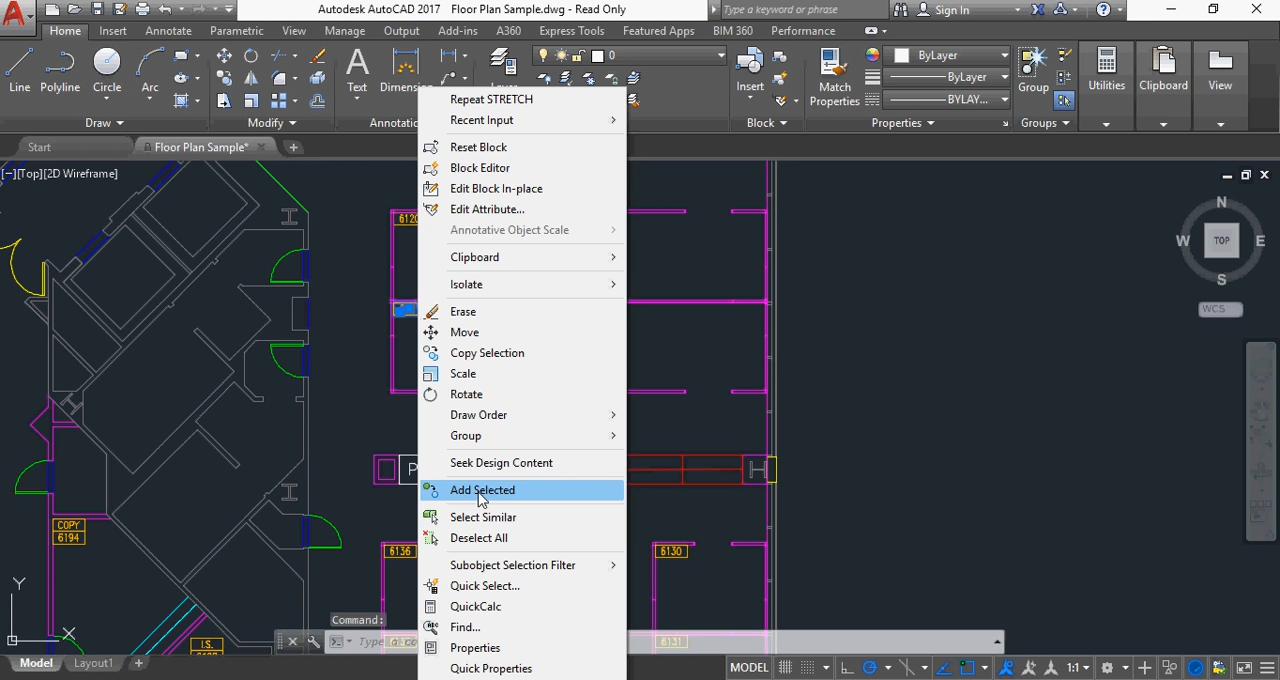 Autodesk AutoCAD 2017 Floor Plan Sample.dwg - Read Only
Type a keyword or phrase
Sign In
Home Insert Annotate Parametric View Manage Output Add-ins A360 Express Tools Featured Apps BIM 360 Performance
0
ByLayer
ByLayer
BYLAY...
Line Polyline Circle Arc Text Insert Match Properties Group Utilities Clipboard View
Draw Modify Block Properties Groups
Start Floor Plan Sample*
[−][Top][2D Wireframe]
Repeat STRETCH
Recent Input
Reset Block
Block Editor
Edit Block In-place
Edit Attribute...
Annotative Object Scale
Clipboard
Isolate
Erase
Move
Copy Selection
Scale
Rotate
Draw Order
Group
Seek Design Content
Add Selected
Select Similar
Deselect All
Subobject Selection Filter
Quick Select...
QuickCalc
Find...
Properties
Quick Properties
N
W TOP E
S
WCS
6120
COPY
6194
6136
6130
6131
I.S.
Y
X
Command:
Model Layout1
MODEL
1:1